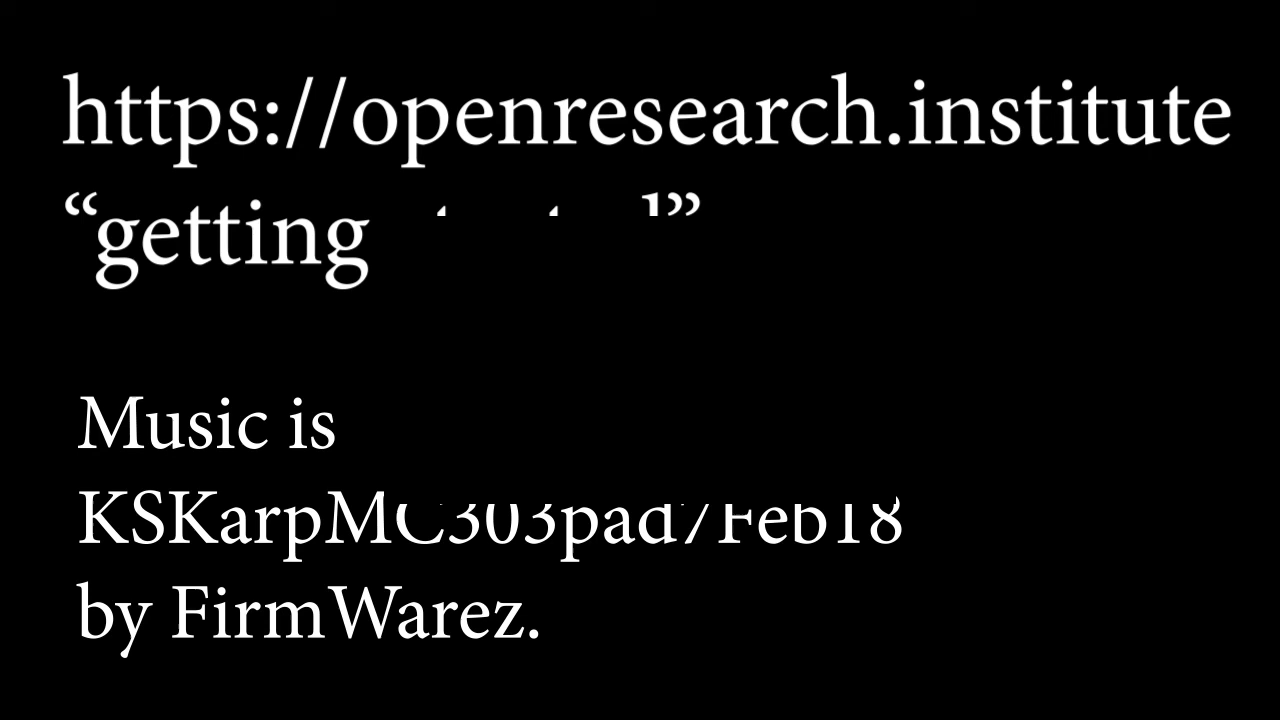 https://openresearch.institute
“getting
Music is
KSKarpMC303pad7Feb18
by FirmWarez.